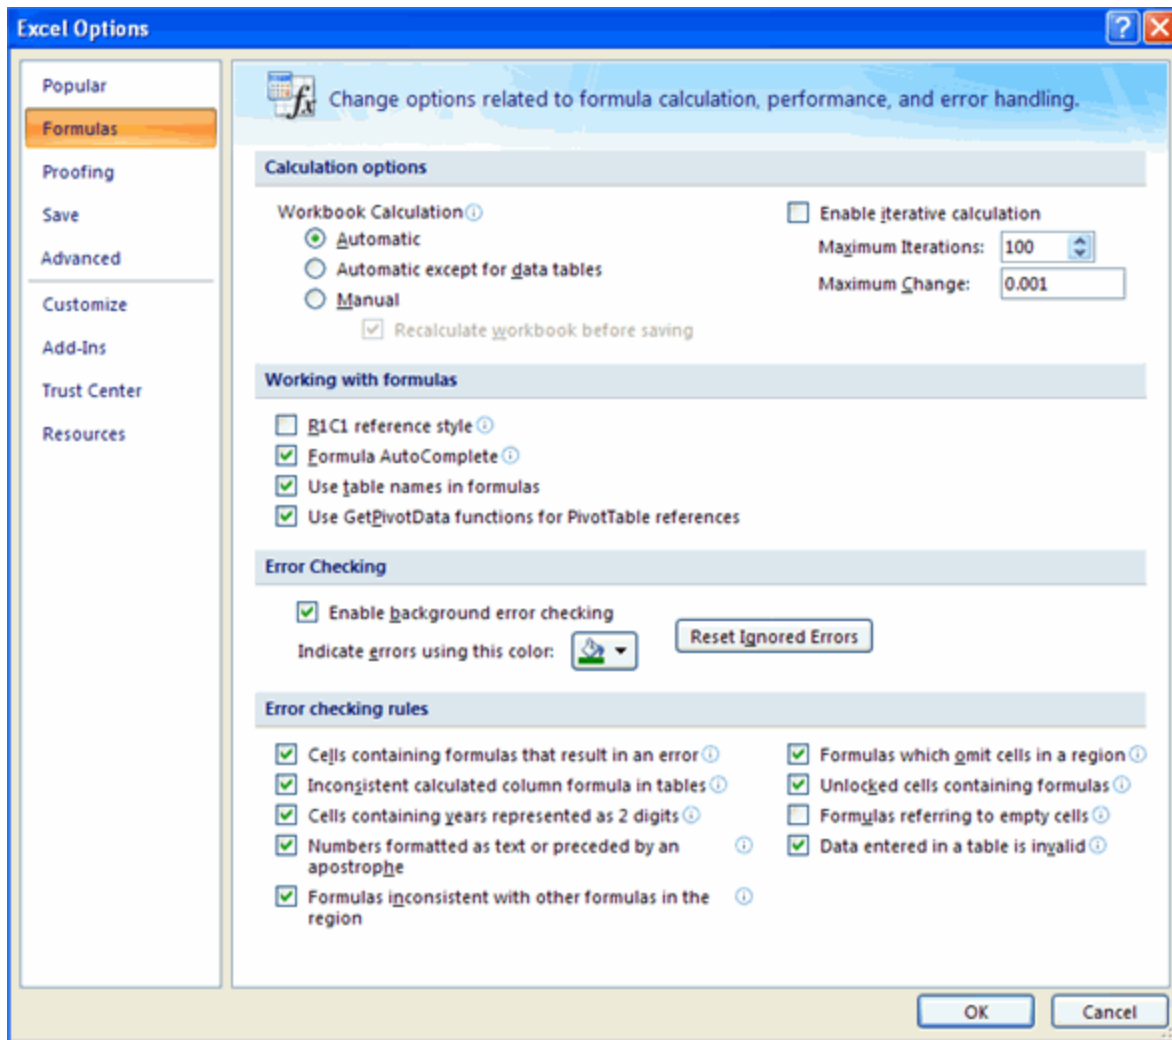 Excel Options
Popular
Formulas
Proofing
Save
Advanced
Customize
Add-Ins
Trust Center
Resources
Change options related to formula calculation, performance, and error handling.
Calculation options
Workbook Calculation
Automatic
Automatic except for data tables
Manual
Recalculate workbook before saving
Enable iterative calculation
Maximum Iterations: 100
Maximum Change: 0.001
Working with formulas
R1C1 reference style
Formula AutoComplete
Use table names in formulas
Use GetPivotData functions for PivotTable references
Error Checking
Enable background error checking
Indicate errors using this color:
Reset Ignored Errors
Error checking rules
Cells containing formulas that result in an error
Inconsistent calculated column formula in tables
Cells containing years represented as 2 digits
Numbers formatted as text or preceded by an
apostrophe
Formulas inconsistent with other formulas in the
region
Formulas which omit cells in a region
Unlocked cells containing formulas
Formulas referring to empty cells
Data entered in a table is invalid
OK
Cancel